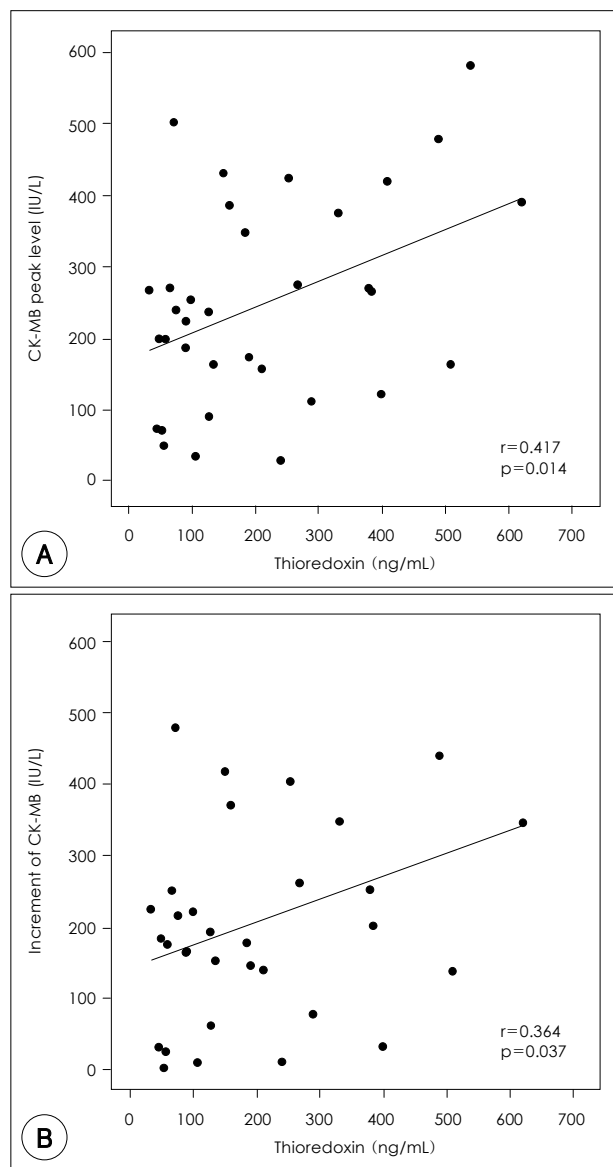 600
500
400
300
200
100
0
CK-MB peak level (IU/L)
r=0.417
p=0.014
0 100 200 300 400 500 600 700
Thioredoxin (ng/mL)
A
600
500
400
300
200
100
0
Increment of CK-MB (IU/L)
r=0.364
p=0.037
0 100 200 300 400 500 600 700
Thioredoxin (ng/mL)
B